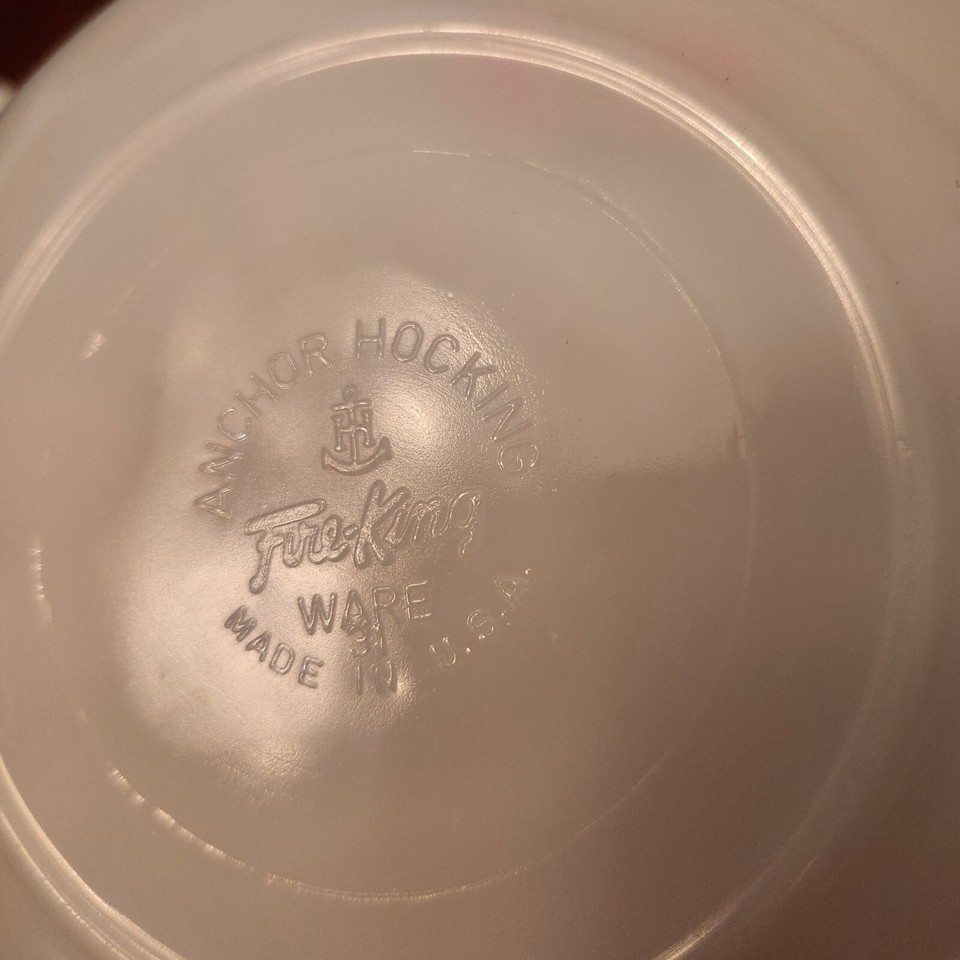 ANCHOR HOCKING
Fire-King
WARE
31
MADE IN U.S.A.